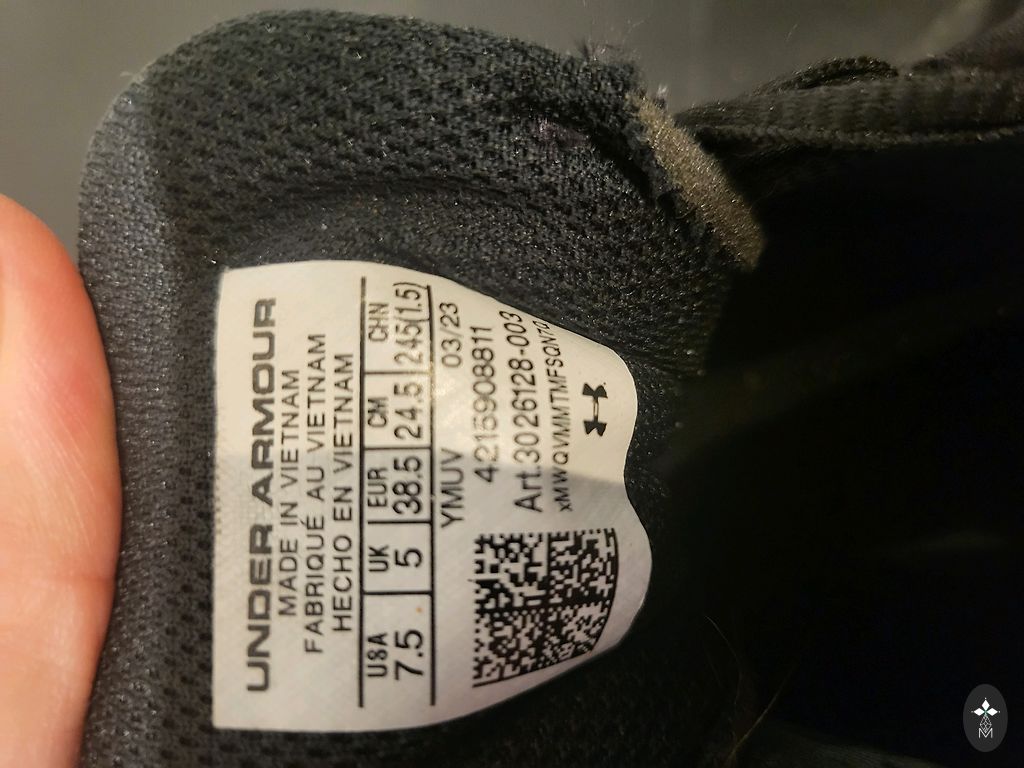 UNDER ARMOUR
MADE IN VIETNAM
FABRIQUÉ AU VIETNAM
HECHO EN VIETNAM
USA UK EUR CM CHN
7.5 5 38.5 24.5 245(1.5)
YMUV 03/23
4215908811
Art.3026128-003
xMWQVMMTMFSQN7Q
M